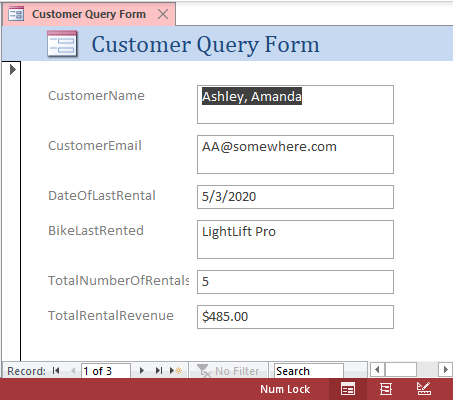 Customer Query Form
Customer Query Form
CustomerName Ashley, Amanda
CustomerEmail AA@somewhere.com
DateOfLastRental 5/3/2020
BikeLastRented LightLift Pro
TotalNumberOfRentals 5
TotalRentalRevenue $485.00
Record: 1 of 3 No Filter Search
Num Lock